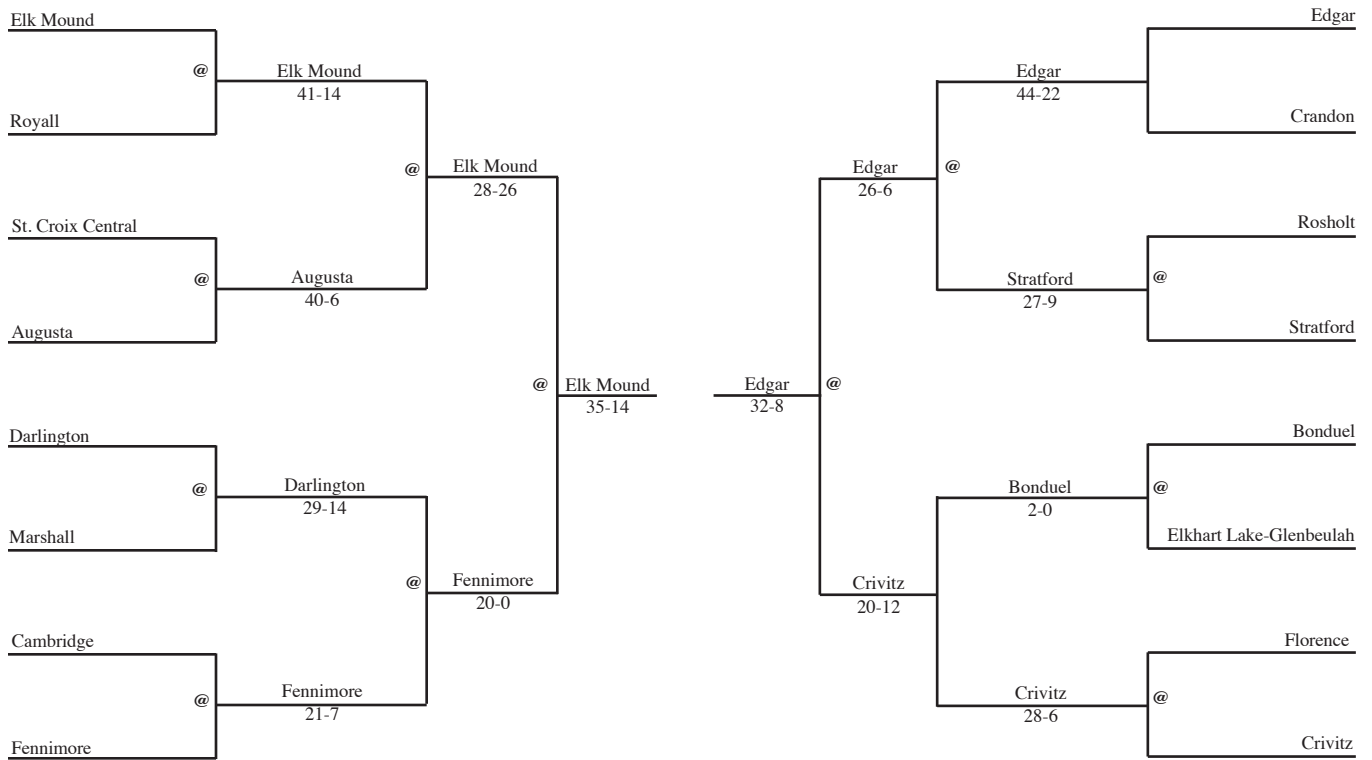 Elk Mound
@
Elk Mound
41-14
Royall
@
Elk Mound
28-26
St. Croix Central
@
Augusta
40-6
Augusta
@
Elk Mound
35-14
Darlington
@
Darlington
29-14
Marshall
@
Fennimore
20-0
Cambridge
@
Fennimore
21-7
Fennimore
Edgar
Edgar
44-22
Crandon
Edgar
@
26-6
Rosholt
Stratford
@
27-9
Stratford
Edgar
@
32-8
Bonduel
Bonduel
@
2-0
Elkhart Lake-Glenbeulah
Crivitz
20-12
Florence
Crivitz
@
28-6
Crivitz